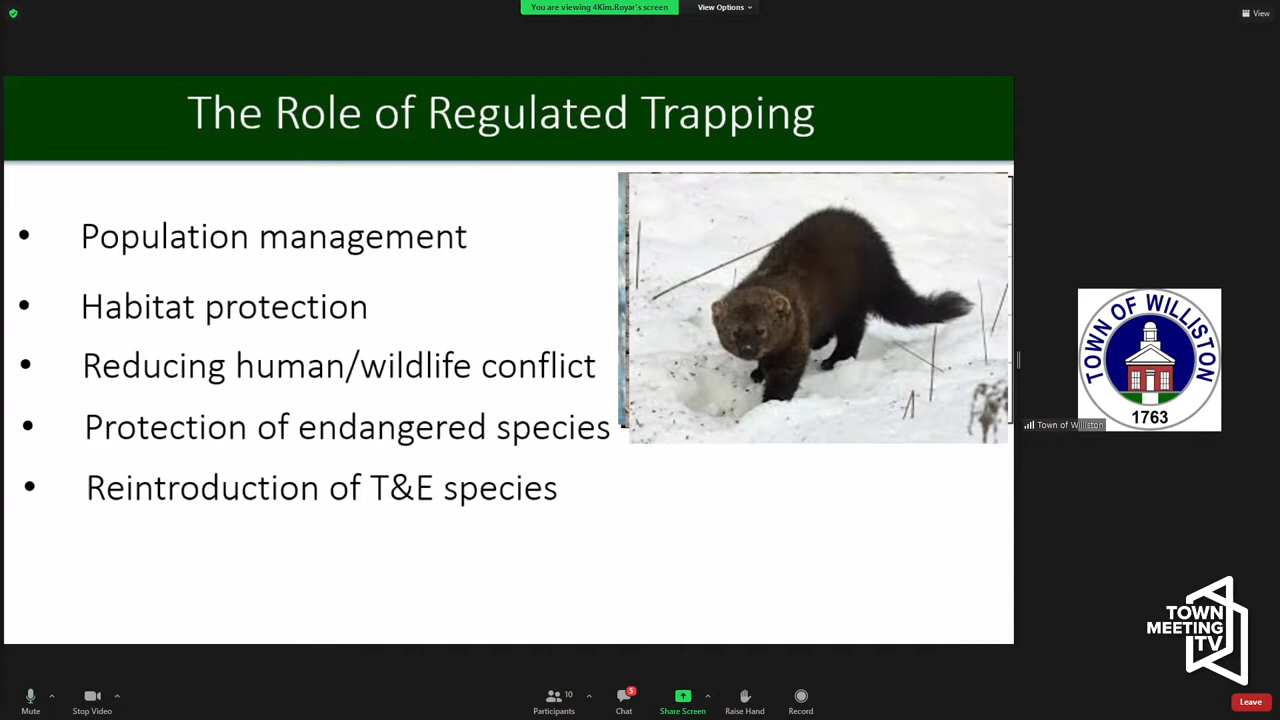 You are viewing 4Kim.Royar's screen
View Options
View
The Role of Regulated Trapping
• Population management
• Habitat protection
• Reducing human/wildlife conflict
• Protection of endangered species
• Reintroduction of T&E species
TOWN OF WILLISTON
1763
Town of Williston
TOWN
MEETING
TV
Mute
Stop Video
Participants
10
Chat
5
Share Screen
Raise Hand
Record
Leave